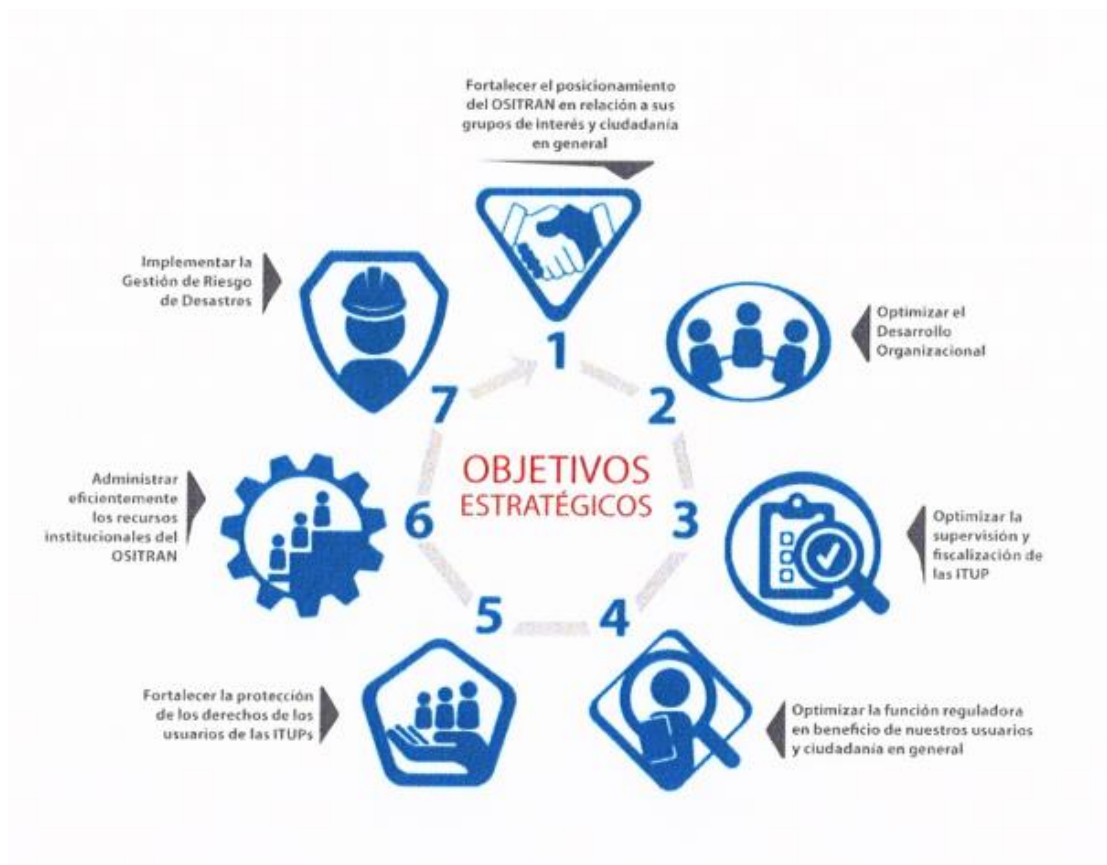 Fortalecer el posicionamiento
del OSITRAN en relación a sus
grupos de interés y ciudadanía
en general
1
Optimizar el
Desarrollo
Organizacional
2
Optimizar la
supervisión y
fiscalización de
las ITUP
3
Optimizar la función reguladora
en beneficio de nuestros usuarios
y ciudadanía en general
4
Fortalecer la protección
de los derechos de los
usuarios de las ITUPs
5
Administrar
eficientemente
los recursos
institucionales del
OSITRAN
6
Implementar la
Gestión de Riesgo
de Desastres
7
OBJETIVOS
ESTRATÉGICOS